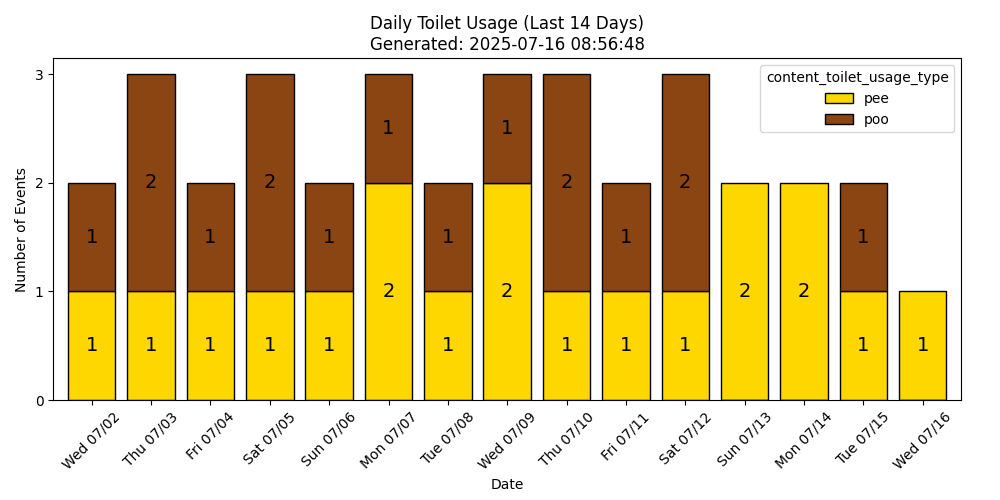 Daily Toilet Usage (Last 14 Days)
Generated: 2025-07-16 08:56:48
Number of Events
3
2
1
0
content_toilet_usage_type
pee
poo
1
2
1
2
1
1
1
1
2
1
2
1
1
1
1
1
1
1
2
1
2
1
1
1
2
2
1
1
Wed 07/02
Thu 07/03
Fri 07/04
Sat 07/05
Sun 07/06
Mon 07/07
Tue 07/08
Wed 07/09
Thu 07/10
Fri 07/11
Sat 07/12
Sun 07/13
Mon 07/14
Tue 07/15
Wed 07/16
Date